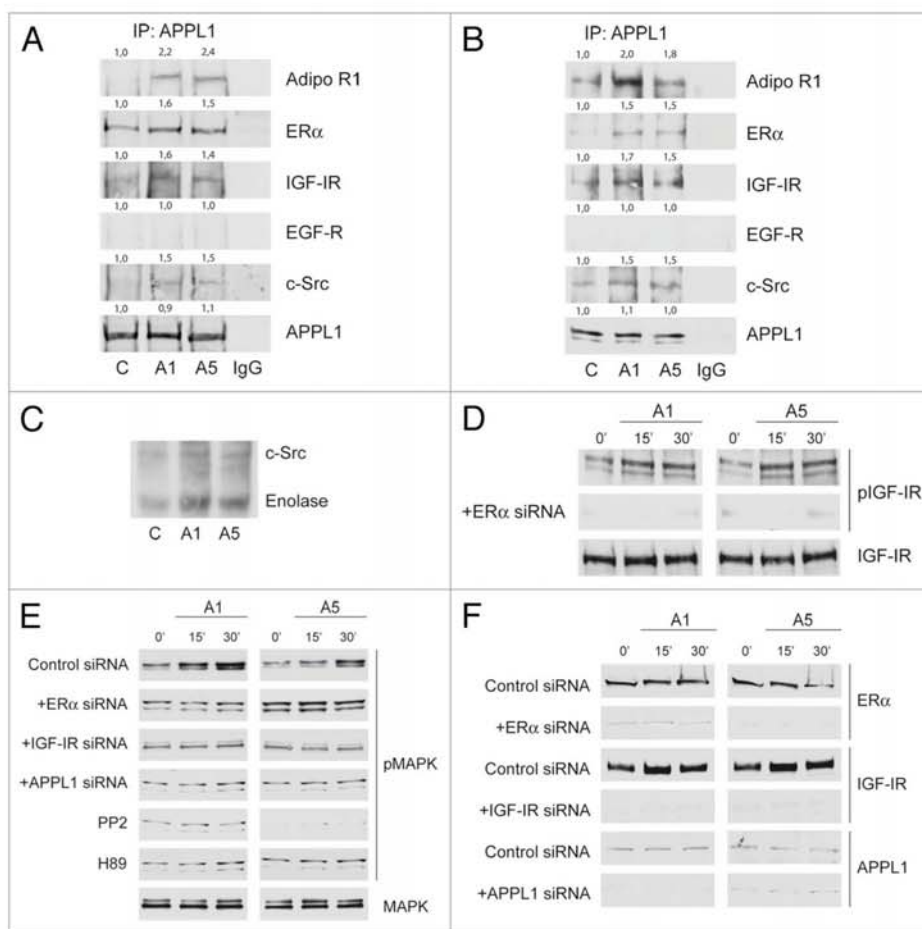 A
IP: APPL1
1,0 2,2 2,4
Adipo R1
1,0 1,6 1,5
ERα
1,0 1,6 1,4
IGF-IR
1,0 1,0 1,0
EGF-R
1,0 1,5 1,5
c-Src
1,0 0,9 1,1
APPL1
C A1 A5 IgG
B
IP: APPL1
1,0 2,0 1,8
Adipo R1
1,0 1,5 1,5
ERα
1,0 1,7 1,5
IGF-IR
1,0 1,0 1,0
EGF-R
1,0 1,5 1,5
c-Src
1,0 1,1 1,0
APPL1
C A1 A5 IgG
C
c-Src
Enolase
C A1 A5
D
A1 A5
0' 15' 30' 0' 15' 30'
pIGF-IR
+ERα siRNA
IGF-IR
E
A1 A5
0' 15' 30' 0' 15' 30'
Control siRNA
+ERα siRNA
+IGF-IR siRNA
pMAPK
+APPL1 siRNA
PP2
H89
MAPK
F
A1 A5
0' 15' 30' 0' 15' 30'
Control siRNA
ERα
+ERα siRNA
Control siRNA
IGF-IR
+IGF-IR siRNA
Control siRNA
APPL1
+APPL1 siRNA